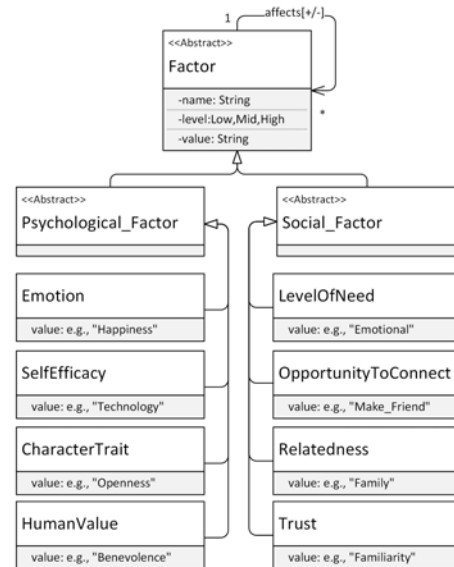 1
affects[+/-]
<<Abstract>>
Factor
-name: String
-level:Low,Mid,High
-value: String
*
<<Abstract>>
Psychological_Factor
<<Abstract>>
Social_Factor
Emotion
value: e.g., "Happiness"
LevelOfNeed
value: e.g., "Emotional"
SelfEfficacy
value: e.g., "Technology"
OpportunityToConnect
value: e.g., "Make_Friend"
CharacterTrait
value: e.g., "Openness"
Relatedness
value: e.g., "Family"
HumanValue
value: e.g., "Benevolence"
Trust
value: e.g., "Familiarity"